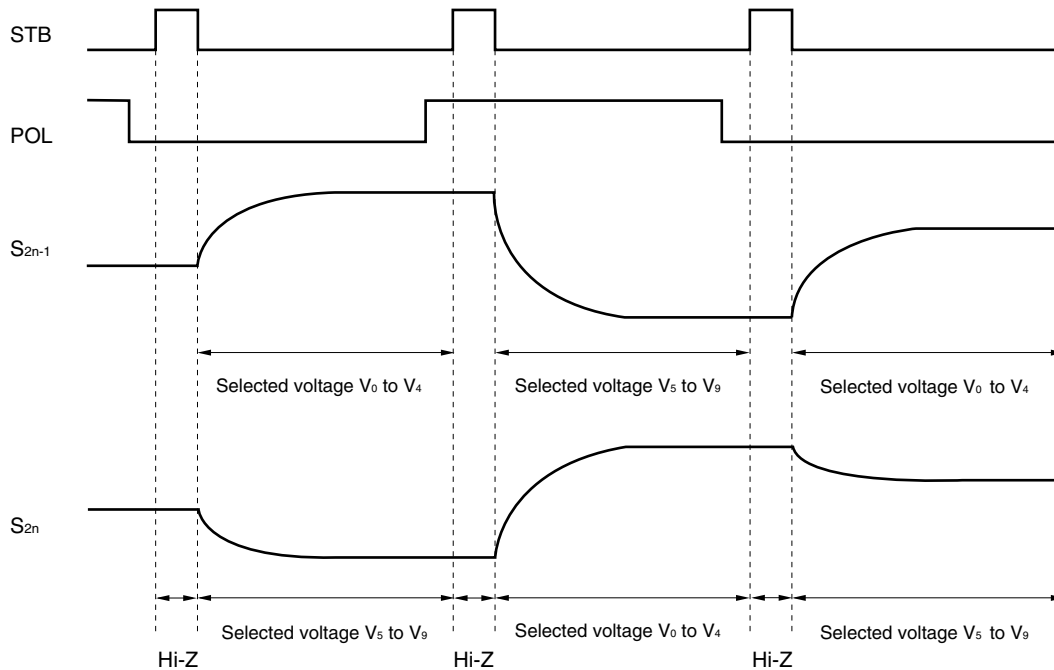 STB
POL
S2n-1
Selected voltage V0 to V4
Selected voltage V5 to V9
Selected voltage V0 to V4
S2n
Selected voltage V5 to V9
Selected voltage V0 to V4
Selected voltage V5 to V9
Hi-Z
Hi-Z
Hi-Z